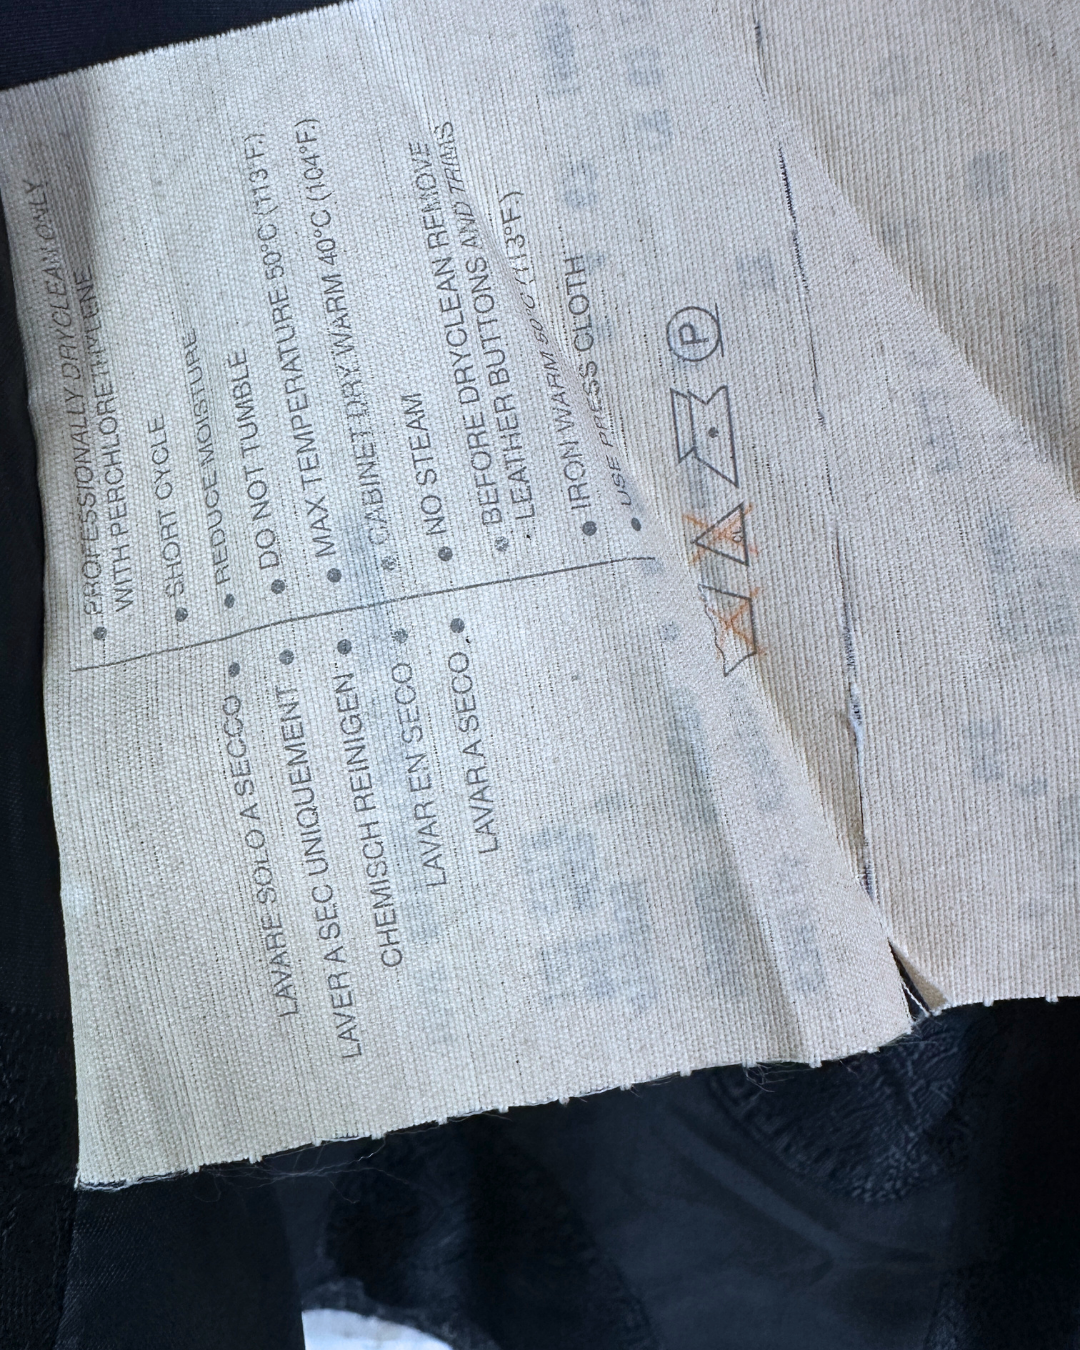 • PROFESSIONALLY DRYCLEAN ONLY
WITH PERCHLORETHYLENE
• SHORT CYCLE
• REDUCE MOISTURE
• DO NOT TUMBLE
• MAX TEMPERATURE 50°C (113°F.)
• CABINET DRY WARM 40°C (104°F.)
• NO STEAM
• BEFORE DRYCLEAN REMOVE
LEATHER BUTTONS AND TRIMS
• IRON WARM 50°C (113°F.)
• USE PRESS CLOTH
LAVARE SOLO A SECCO •
LAVER A SEC UNIQUEMENT •
CHEMISCH REINIGEN •
LAVAR EN SECO •
LAVAR A SECO •
CL
P